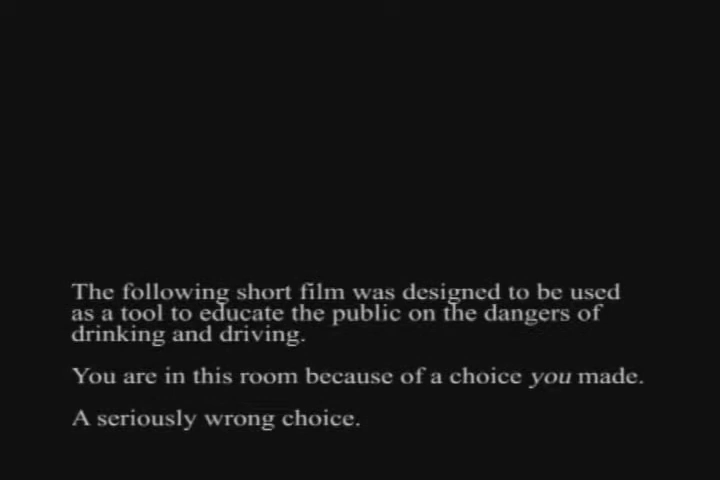 The following short film was designed to be used
as a tool to educate the public on the dangers of
drinking and driving.
You are in this room because of a choice you made.
A seriously wrong choice.